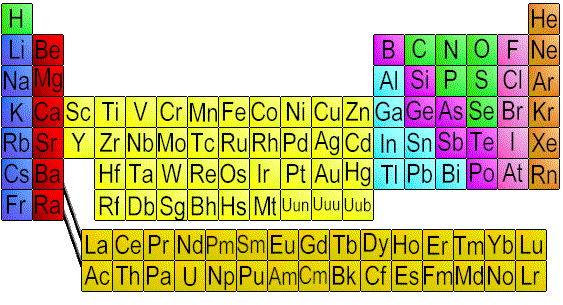 H He
Li Be B C N O F Ne
Na Mg Al Si P S Cl Ar
K Ca Sc Ti V Cr Mn Fe Co Ni Cu Zn Ga Ge As Se Br Kr
Rb Sr Y Zr Nb Mo Tc Ru Rh Pd Ag Cd In Sn Sb Te I Xe
Cs Ba Hf Ta W Re Os Ir Pt Au Hg Tl Pb Bi Po At Rn
Fr Ra Rf Db Sg Bh Hs Mt Uun Uuu Uub
La Ce Pr Nd Pm Sm Eu Gd Tb Dy Ho Er Tm Yb Lu
Ac Th Pa U Np Pu Am Cm Bk Cf Es Fm Md No Lr